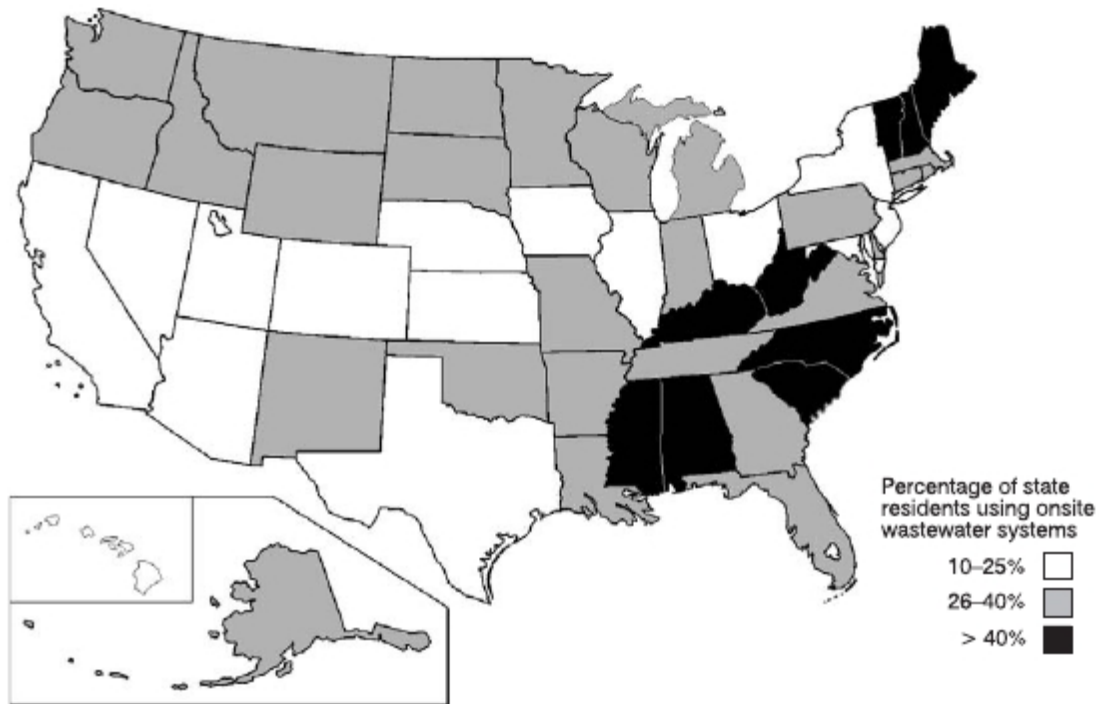 Percentage of state
residents using onsite
wastewater systems
10–25%
26–40%
> 40%